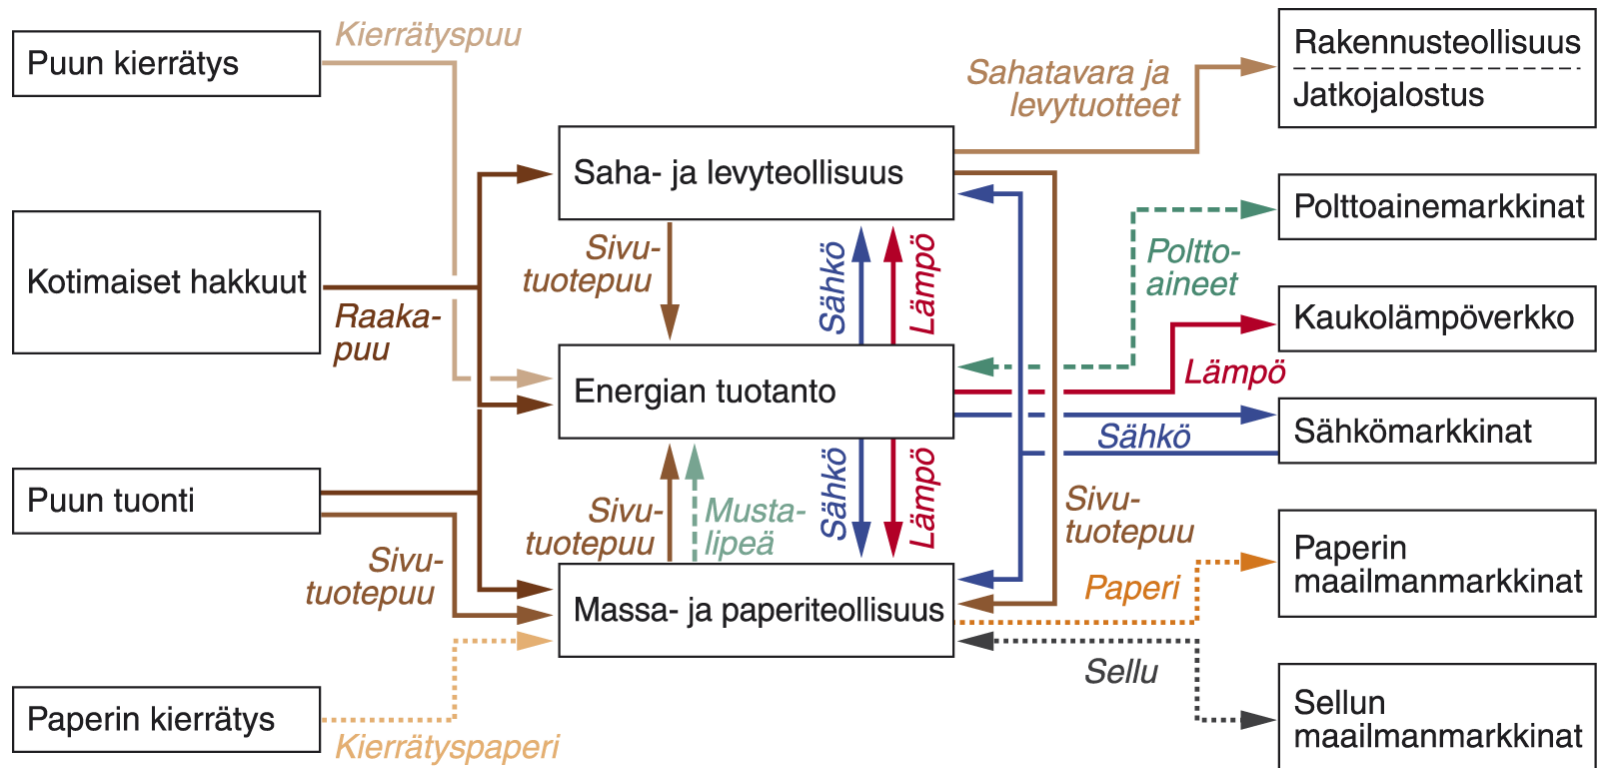 Puun kierrätys
Kierrätyspuu
Kotimaiset hakkuut
Raaka-
puu
Puun tuonti
Sivu-
tuotepuu
Paperin kierrätys
Kierrätyspaperi
Saha- ja levyteollisuus
Sivu-
tuotepuu
Sähkö
Lämpö
Energian tuotanto
Sivu-
tuotepuu
Musta-
lipeä
Sähkö
Lämpö
Massa- ja paperiteollisuus
Sahatavara ja
levytuotteet
Rakennusteollisuus
Jatkojalostus
Polttoainemarkkinat
Poltto-
aineet
Kaukolämpöverkko
Lämpö
Sähkömarkkinat
Sähkö
Sivu-
tuotepuu
Paperi
Paperin
maailmanmarkkinat
Sellu
Sellun
maailmanmarkkinat